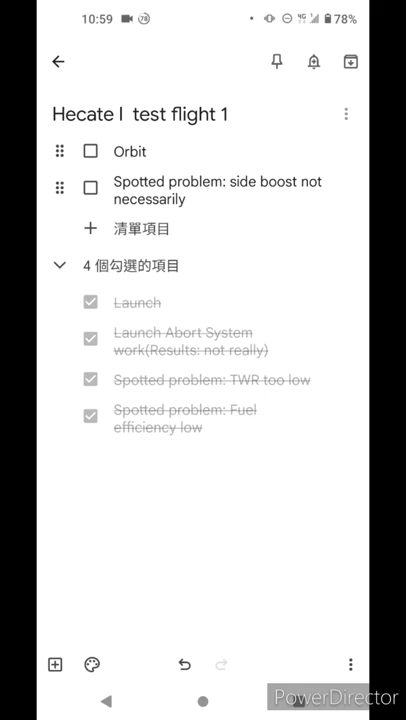 10:59
78
4G
78%
Hecate I test flight 1
Orbit
Spotted problem: side boost not
necessarily
清單項目
4 個勾選的項目
Launch
Launch Abort System
work(Results: not really)
Spotted problem: TWR too low
Spotted problem: Fuel
efficiency low
PowerDirector